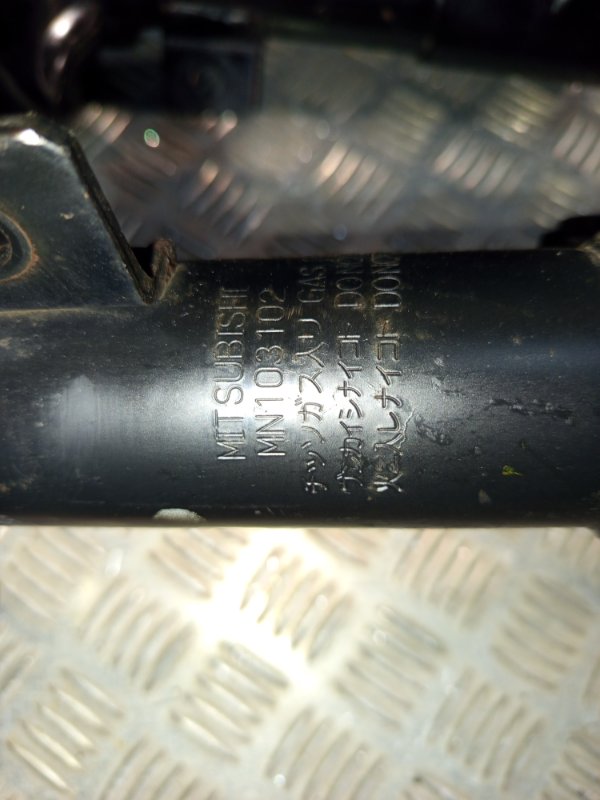 MITSUBISHI
MN103102
チッソガス入り GAS
ブンカイシナイコト DON
火ニ入レナイコト DON